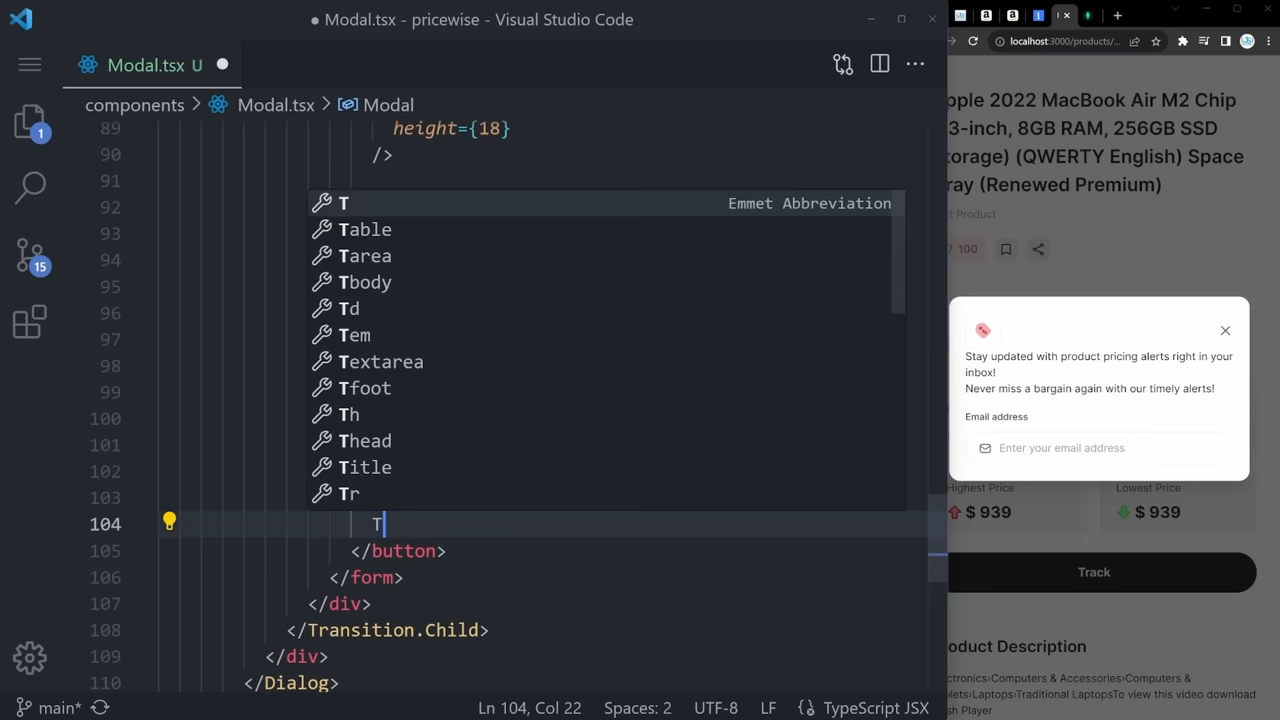 Modal.tsx - pricewise - Visual Studio Code
Modal.tsx U
components > Modal.tsx > Modal
89 height={18}
90 />
91
92
93
94
95
96
97
98
99
100
101
102
103
104 T
105 </button>
106 </form>
107 </div>
108 </Transition.Child>
109 </div>
110 </Dialog>
T Emmet Abbreviation
Table
Tarea
Tbody
Td
Tem
Textarea
Tfoot
Th
Thead
Title
Tr
1
15
main* Ln 104, Col 22 Spaces: 2 UTF-8 LF {} TypeScript JSX
localhost:3000/products/...
pple 2022 MacBook Air M2 Chip
3-inch, 8GB RAM, 256GB SSD
torage) (QWERTY English) Space
ray (Renewed Premium)
it Product
100
Stay updated with product pricing alerts right in your
inbox!
Never miss a bargain again with our timely alerts!
Email address
Enter your email address
Highest Price
$ 939
Lowest Price
$ 939
Track
oduct Description
ctronics›Computers & Accessories›Computers &
blets›Laptops›Traditional LaptopsTo view this video download
sh Player